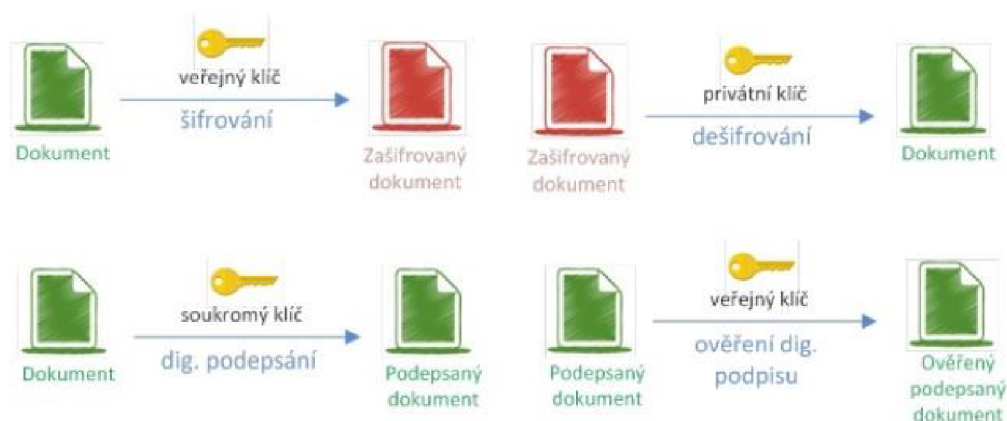 veřejný klíč
šifrování
Dokument
Zašifrovaný
dokument
privátní klíč
dešifrování
Zašifrovaný
dokument
Dokument
soukromý klíč
dig. podepsání
Dokument
Podepsaný
dokument
veřejný klíč
ověření dig.
podpisu
Podepsaný
dokument
Ověřený
podepsaný
dokument